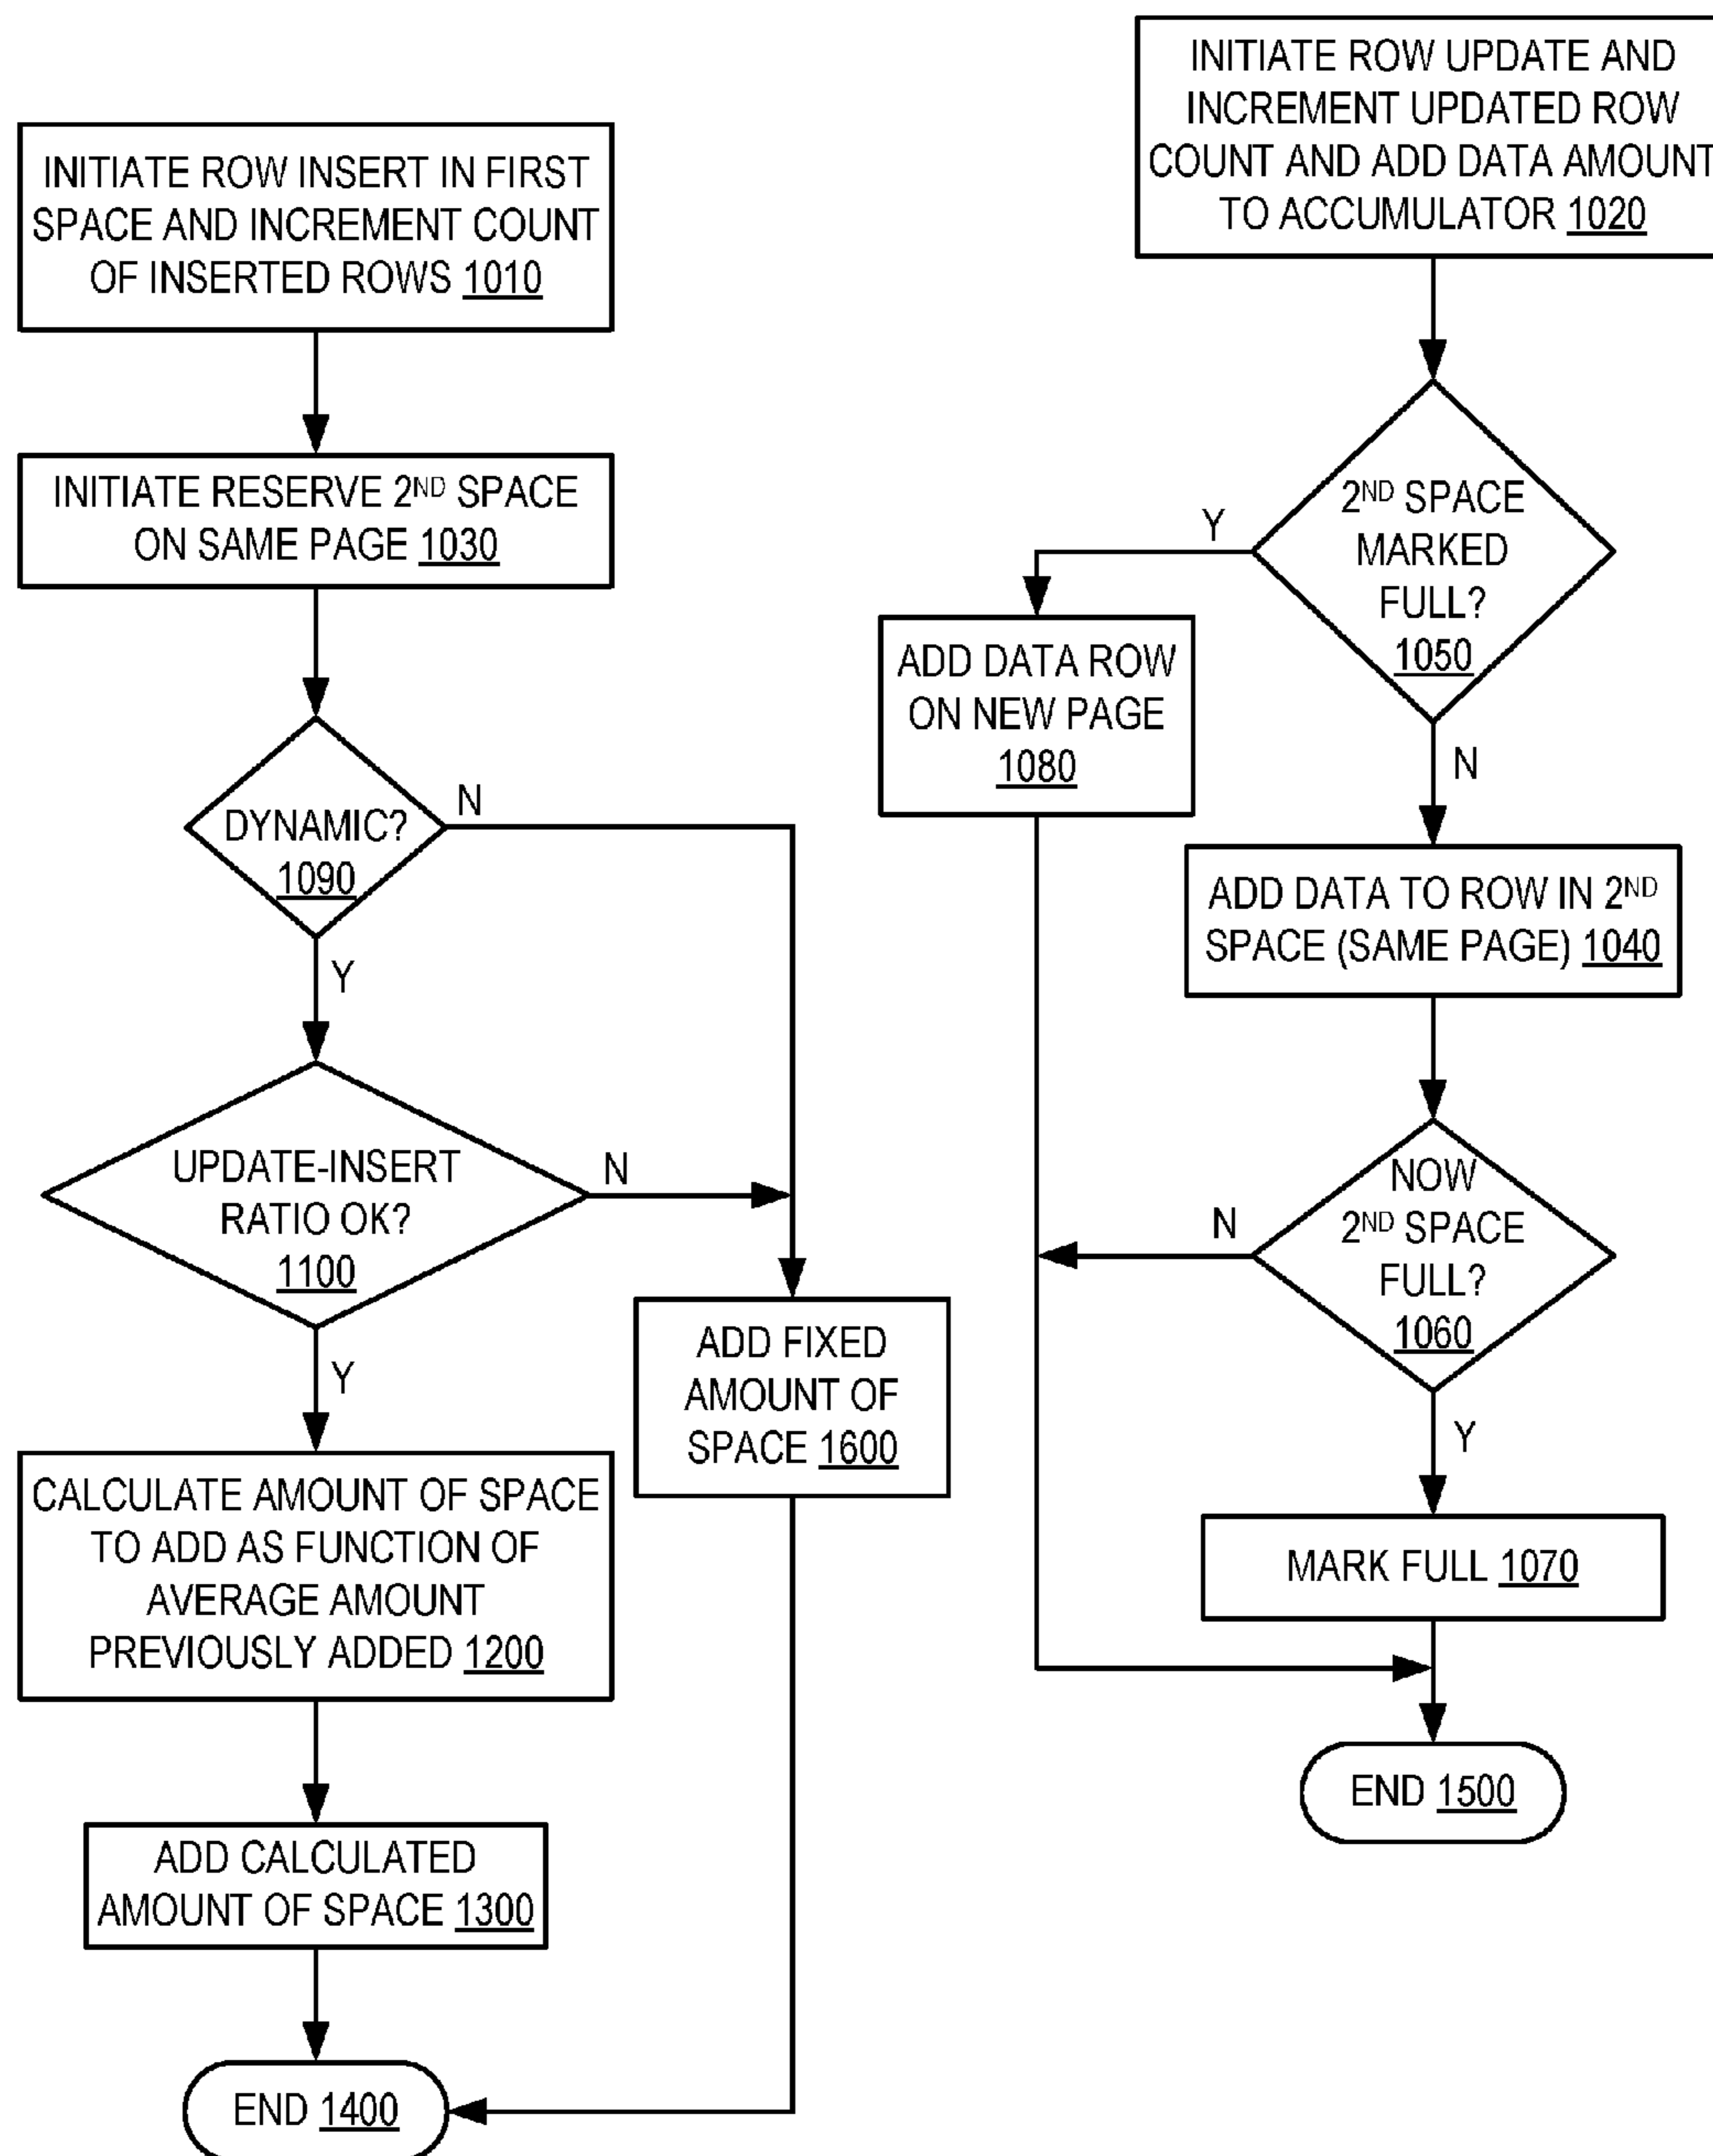 INITIATE ROW INSERT IN FIRST
SPACE AND INCREMENT COUNT
OF INSERTED ROWS 1010
INITIATE RESERVE 2ND SPACE
ON SAME PAGE 1030
DYNAMIC?
1090
N
Y
UPDATE-INSERT
RATIO OK?
1100
N
Y
CALCULATE AMOUNT OF SPACE
TO ADD AS FUNCTION OF
AVERAGE AMOUNT
PREVIOUSLY ADDED 1200
ADD CALCULATED
AMOUNT OF SPACE 1300
END 1400
ADD FIXED
AMOUNT OF
SPACE 1600
INITIATE ROW UPDATE AND
INCREMENT UPDATED ROW
COUNT AND ADD DATA AMOUNT
TO ACCUMULATOR 1020
2ND SPACE
MARKED
FULL?
1050
Y
N
ADD DATA ROW
ON NEW PAGE
1080
ADD DATA TO ROW IN 2ND
SPACE (SAME PAGE) 1040
NOW
2ND SPACE
FULL?
1060
N
Y
MARK FULL 1070
END 1500